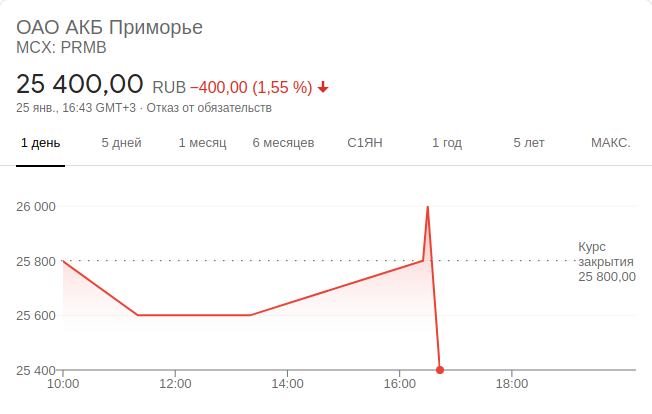 ОАО АКБ Приморье
MCX: PRMB
25 400,00 RUB −400,00 (1,55 %)
25 янв., 16:43 GMT+3 · Отказ от обязательств
1 день 5 дней 1 месяц 6 месяцев С1ЯН 1 год 5 лет МАКС.
26 000
25 800
Курс
закрытия
25 800,00
25 600
25 400
10:00 12:00 14:00 16:00 18:00